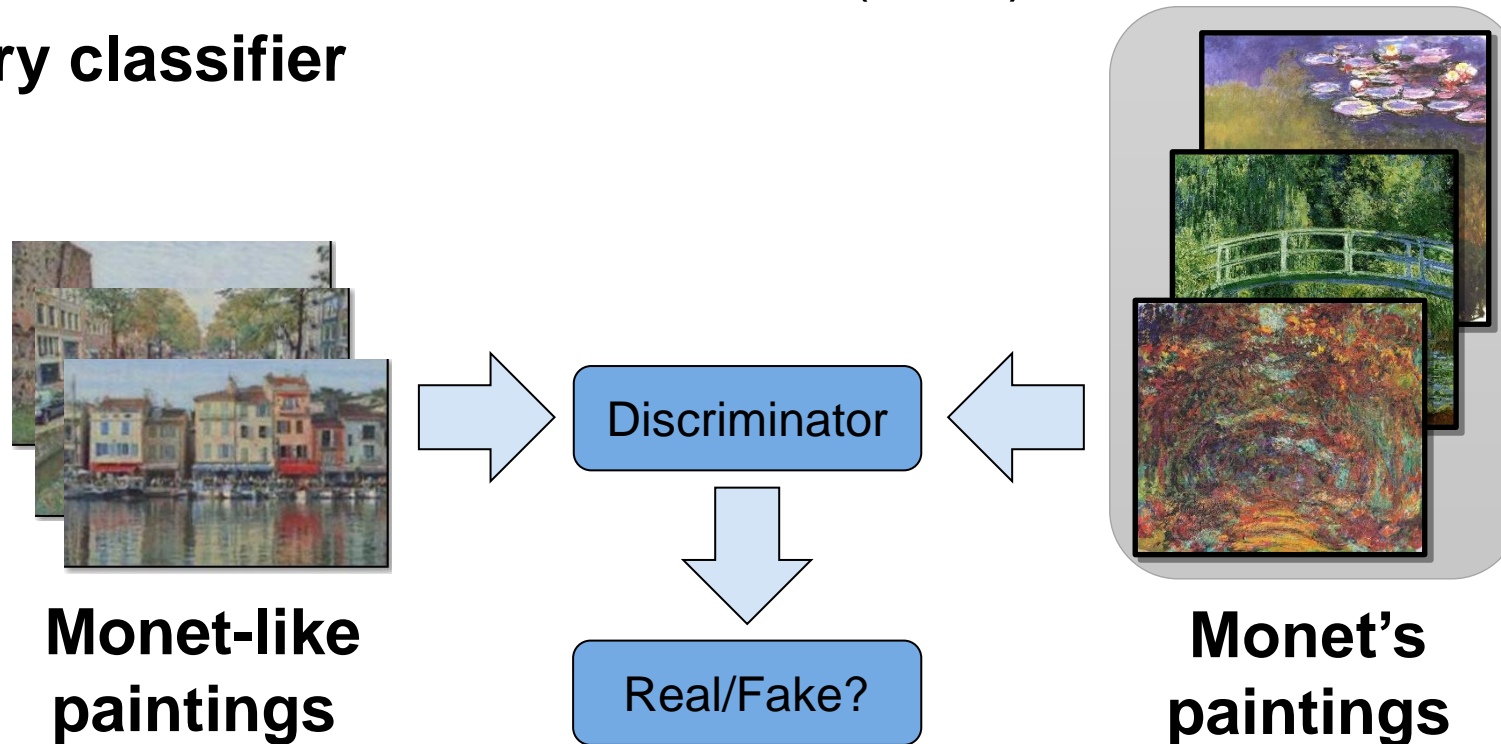 ry classifier
Discriminator
Monet-like
paintings
Real/Fake?
Monet’s
paintings